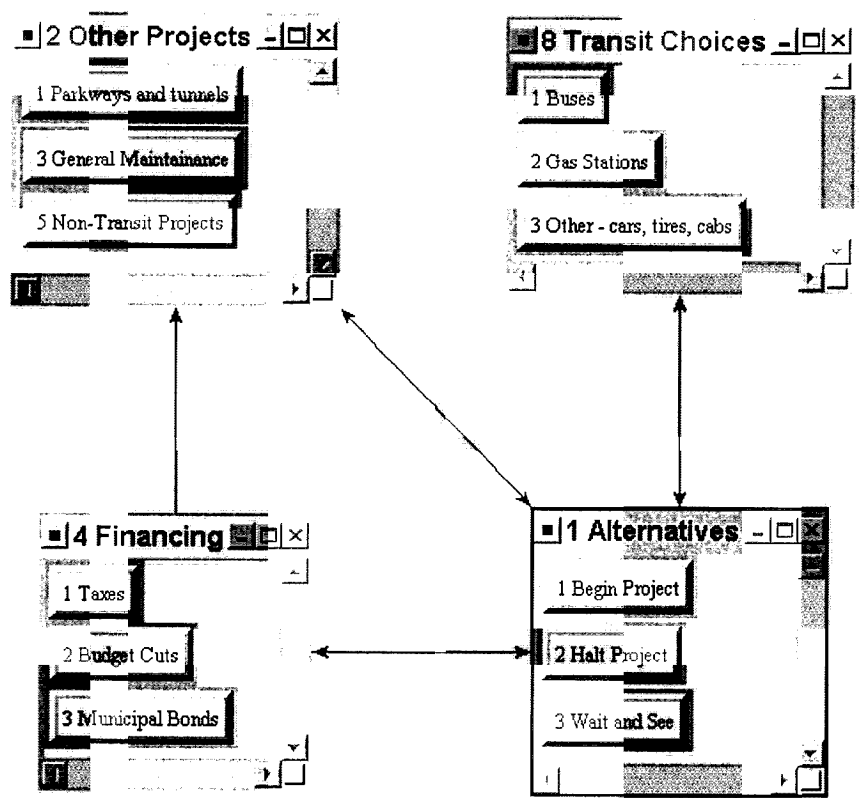 2 Other Projects
1 Parkways and tunnels
3 General Maintainance
5 Non-Transit Projects
8 Transit Choices
1 Buses
2 Gas Stations
3 Other - cars, tires, cabs
4 Financing
1 Taxes
2 Budget Cuts
3 Municipal Bonds
1 Alternatives
1 Begin Project
2 Halt Project
3 Wait and See